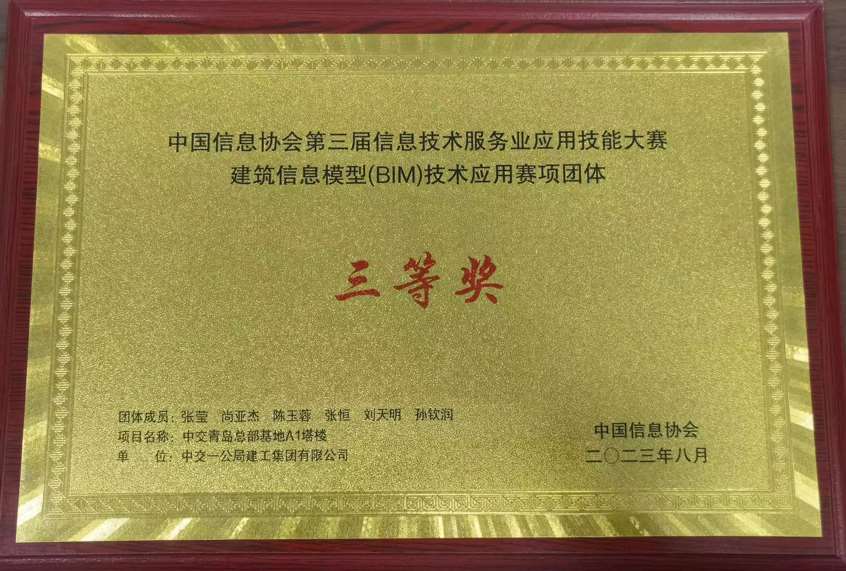 中国信息协会第三届信息技术服务业应用技能大赛
建筑信息模型(BIM)技术应用赛项团体
三等奖
团体成员：张莹 尚亚杰 陈玉蓉 张恒 刘天明 孙钦润
项目名称：中交青岛总部基地A1塔楼
单 位：中交一公局建工集团有限公司
中国信息协会
二〇二三年八月